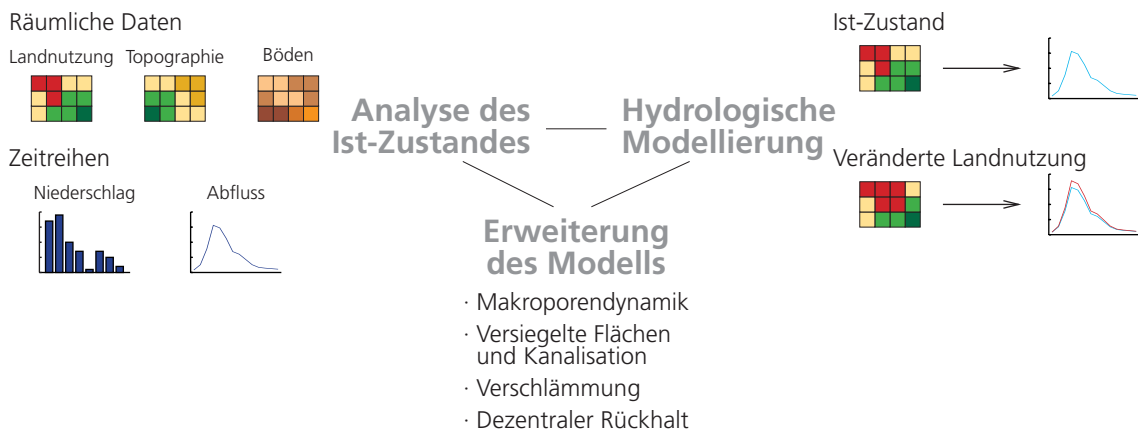 Räumliche Daten
Landnutzung
Topographie
Böden
Zeitreihen
Niederschlag
Abfluss
Analyse des
Ist-Zustandes
Hydrologische
Modellierung
Erweiterung
des Modells
· Makroporendynamik
· Versiegelte Flächen
und Kanalisation
· Verschlämmung
· Dezentraler Rückhalt
Ist-Zustand
Veränderte Landnutzung